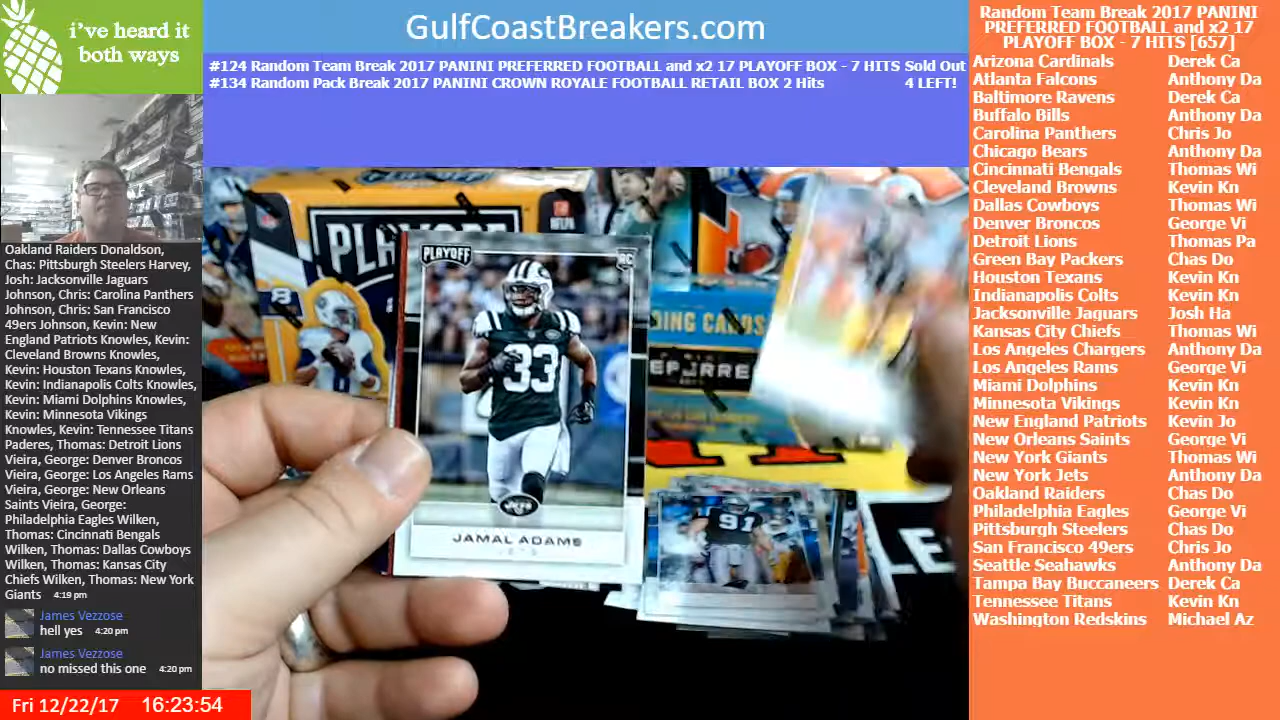 i've heard it
both ways
GulfCoastBreakers.com
#124 Random Team Break 2017 PANINI PREFERRED FOOTBALL and x2 17 PLAYOFF BOX - 7 HITS Sold Out
#134 Random Pack Break 2017 PANINI CROWN ROYALE FOOTBALL RETAIL BOX 2 Hits 4 LEFT!
Random Team Break 2017 PANINI
PREFERRED FOOTBALL and x2 17
PLAYOFF BOX - 7 HITS [657]
Arizona Cardinals Derek Ca
Atlanta Falcons Anthony Da
Baltimore Ravens Derek Ca
Buffalo Bills Anthony Da
Carolina Panthers Chris Jo
Chicago Bears Anthony Da
Cincinnati Bengals Thomas Wi
Cleveland Browns Kevin Kn
Dallas Cowboys Thomas Wi
Denver Broncos George Vi
Detroit Lions Thomas Pa
Green Bay Packers Chas Do
Houston Texans Kevin Kn
Indianapolis Colts Kevin Kn
Jacksonville Jaguars Josh Ha
Kansas City Chiefs Thomas Wi
Los Angeles Chargers Anthony Da
Los Angeles Rams George Vi
Miami Dolphins Kevin Kn
Minnesota Vikings Kevin Kn
New England Patriots Kevin Jo
New Orleans Saints George Vi
New York Giants Thomas Wi
New York Jets Anthony Da
Oakland Raiders Chas Do
Philadelphia Eagles George Vi
Pittsburgh Steelers Chas Do
San Francisco 49ers Chris Jo
Seattle Seahawks Anthony Da
Tampa Bay Buccaneers Derek Ca
Tennessee Titans Kevin Kn
Washington Redskins Michael Az
Oakland Raiders Donaldson,
Chas: Pittsburgh Steelers Harvey,
Josh: Jacksonville Jaguars
Johnson, Chris: Carolina Panthers
Johnson, Chris: San Francisco
49ers Johnson, Kevin: New
England Patriots Knowles, Kevin:
Cleveland Browns Knowles,
Kevin: Houston Texans Knowles,
Kevin: Indianapolis Colts Knowles,
Kevin: Miami Dolphins Knowles,
Kevin: Minnesota Vikings
Knowles, Kevin: Tennessee Titans
Paderes, Thomas: Detroit Lions
Vieira, George: Denver Broncos
Vieira, George: Los Angeles Rams
Vieira, George: New Orleans
Saints Vieira, George:
Philadelphia Eagles Wilken,
Thomas: Cincinnati Bengals
Wilken, Thomas: Dallas Cowboys
Wilken, Thomas: Kansas City
Chiefs Wilken, Thomas: New York
Giants 4:19 pm
James Vezzose
hell yes 4:20 pm
James Vezzose
no missed this one 4:20 pm
Fri 12/22/17 16:23:54
PLAYOFF RC
33
JAMAL ADAMS
JETS
91
8